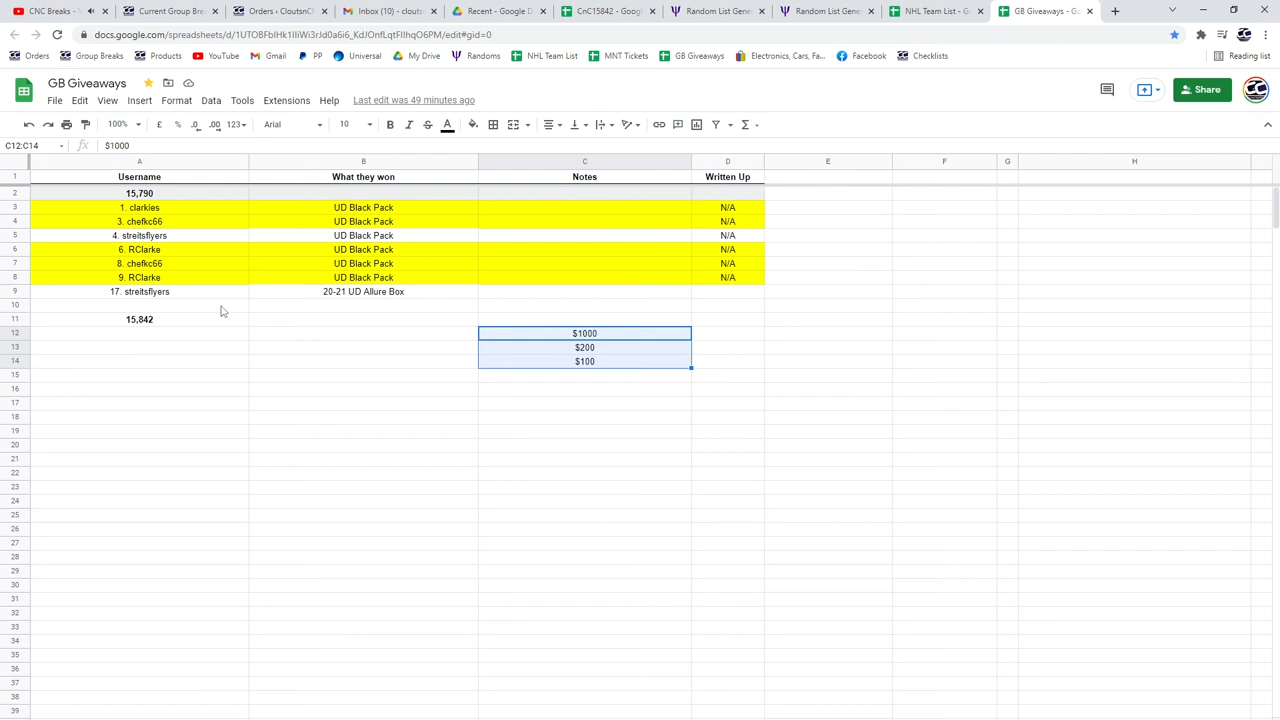 CNC Breaks - Y
Current Group Break
Orders ‹ CloutsnCh
Inbox (10) - clouts
Recent - Google D
CnC15842 - Googl
Random List Gene
Random List Gene
NHL Team List - Go
GB Giveaways - Go
docs.google.com/spreadsheets/d/
/edit#gid=0
Orders
Group Breaks
Products
YouTube
Gmail
PP
Universal
My Drive
Randoms
NHL Team List
MNT Tickets
GB Giveaways
Electronics, Cars, Fa...
Facebook
Checklists
Reading list
GB Giveaways
File Edit View Insert Format Data Tools Extensions Help Last edit was 49 minutes ago
Share
100% £ % .0 .00 123 Arial 10 B I S A
C12:C14 fx $1000
A B C D E F G H
1 Username What they won Notes Written Up
2 15,790
3 1. clarkies UD Black Pack N/A
4 3. chefkc66 UD Black Pack N/A
5 4. streitsflyers UD Black Pack N/A
6 6. RClarke UD Black Pack N/A
7 8. chefkc66 UD Black Pack N/A
8 9. RClarke UD Black Pack N/A
9 17. streitsflyers 20-21 UD Allure Box
10
11 15,842
12 $1000
13 $200
14 $100
15
16
17
18
19
20
21
22
23
24
25
26
27
28
29
30
31
32
33
34
35
36
37
38
39